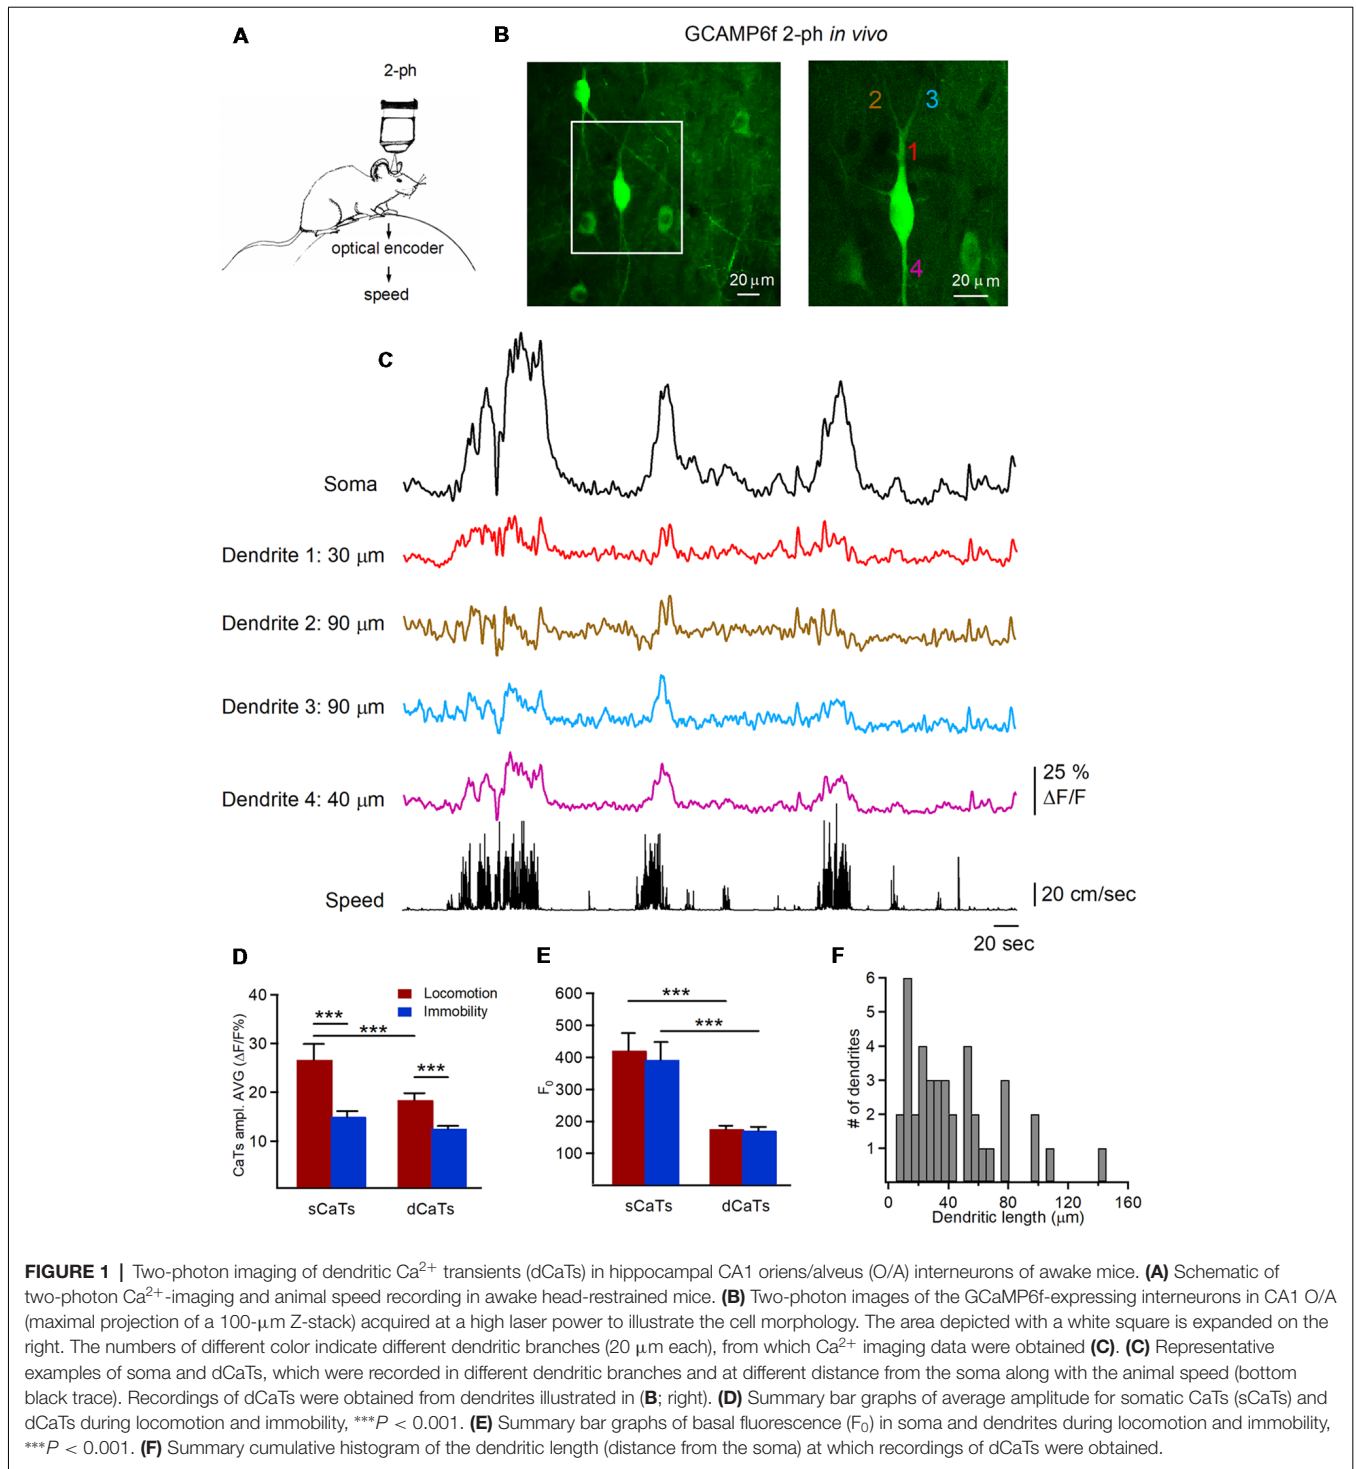 A
2-ph
optical encoder
speed
B
GCAMP6f 2-ph in vivo
20 μm
2
3
1
4
20 μm
C
Soma
Dendrite 1: 30 μm
Dendrite 2: 90 μm
Dendrite 3: 90 μm
Dendrite 4: 40 μm
25 %
ΔF/F
Speed
20 cm/sec
20 sec
D
CaTs ampl. AVG (ΔF/F%)
40
30
20
10
Locomotion
Immobility
***
***
***
sCaTs
dCaTs
E
F₀
600
500
400
300
200
100
***
***
sCaTs
dCaTs
F
# of dendrites
6
5
4
3
2
1
0
40
80
120
160
Dendritic length (μm)
FIGURE 1 | Two-photon imaging of dendritic Ca²⁺ transients (dCaTs) in hippocampal CA1 oriens/alveus (O/A) interneurons of awake mice. (A) Schematic of
two-photon Ca²⁺-imaging and animal speed recording in awake head-restrained mice. (B) Two-photon images of the GCaMP6f-expressing interneurons in CA1 O/A
(maximal projection of a 100-μm Z-stack) acquired at a high laser power to illustrate the cell morphology. The area depicted with a white square is expanded on the
right. The numbers of different color indicate different dendritic branches (20 μm each), from which Ca²⁺ imaging data were obtained (C). (C) Representative
examples of soma and dCaTs, which were recorded in different dendritic branches and at different distance from the soma along with the animal speed (bottom
black trace). Recordings of dCaTs were obtained from dendrites illustrated in (B; right). (D) Summary bar graphs of average amplitude for somatic CaTs (sCaTs) and
dCaTs during locomotion and immobility, ***P < 0.001. (E) Summary bar graphs of basal fluorescence (F₀) in soma and dendrites during locomotion and immobility,
***P < 0.001. (F) Summary cumulative histogram of the dendritic length (distance from the soma) at which recordings of dCaTs were obtained.